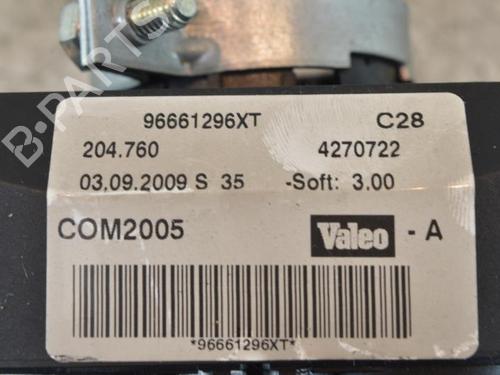 96661296XT C28
204.760 4270722
03.09.2009 S 35 -Soft: 3.00
COM2005 Valeo - A
*96661296XT*
B-PARTS